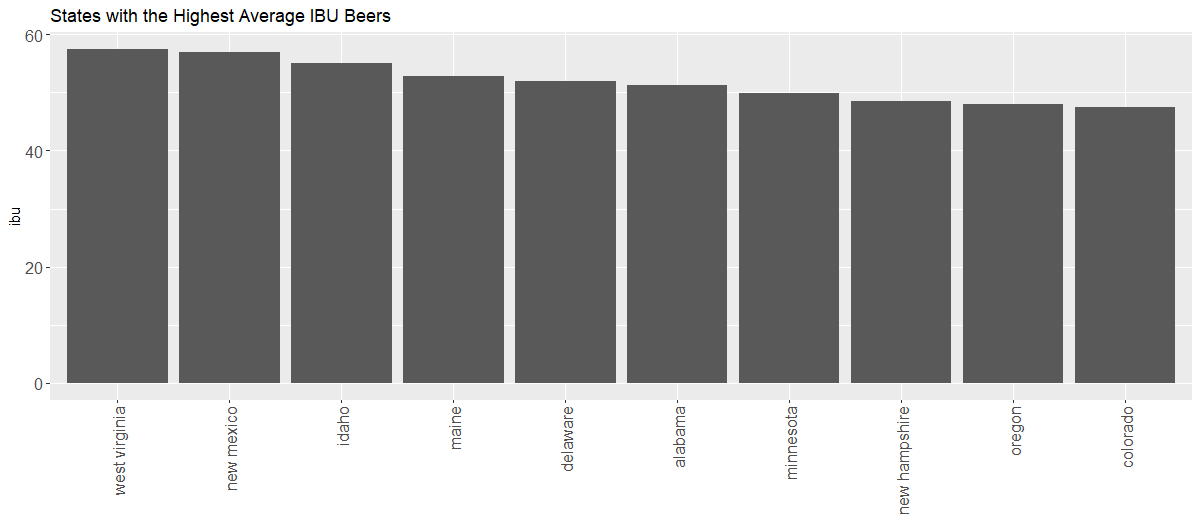 States with the Highest Average IBU Beers
60
40
20
0
ibu
west virginia
new mexico
idaho
maine
delaware
alabama
minnesota
new hampshire
oregon
colorado